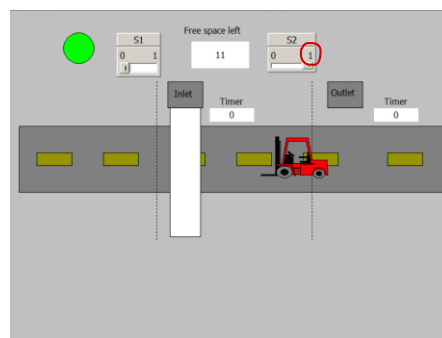 Free space left
S1
0 1
11
S2
0 1
Inlet
Timer
0
Outlet
Timer
0